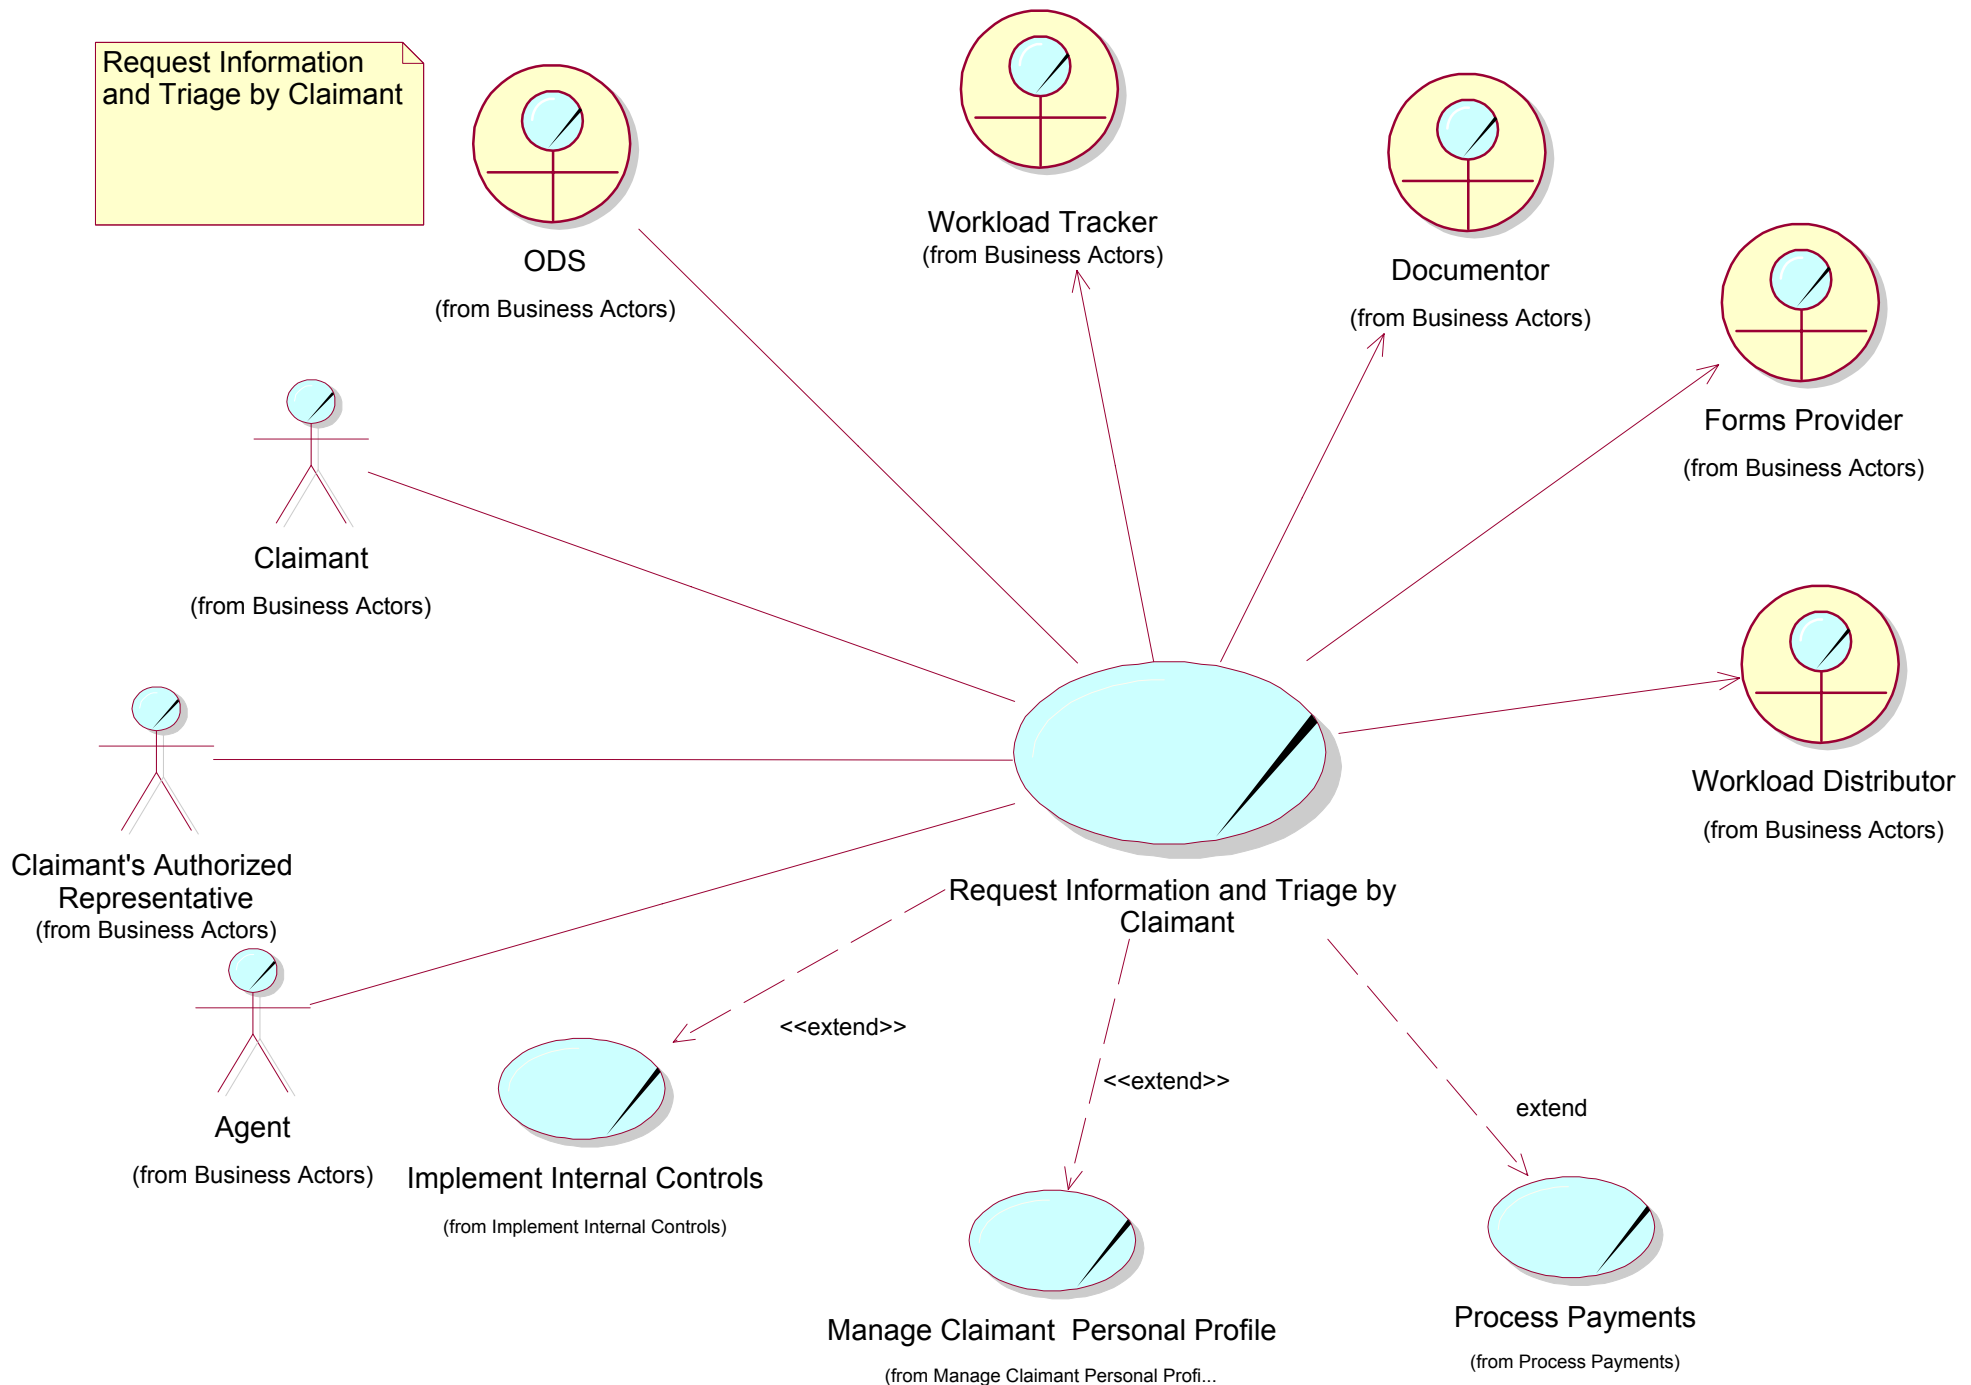 Request Information
and Triage by Claimant
ODS
(from Business Actors)
Workload Tracker
(from Business Actors)
Documentor
(from Business Actors)
Forms Provider
(from Business Actors)
Claimant
(from Business Actors)
Claimant's Authorized
Representative
(from Business Actors)
Workload Distributor
(from Business Actors)
Request Information and Triage by
Claimant
Agent
(from Business Actors)
<<extend>>
<<extend>>
extend
Implement Internal Controls
(from Implement Internal Controls)
Manage Claimant  Personal Profile
(from Manage Claimant Personal Profi...
Process Payments
(from Process Payments)